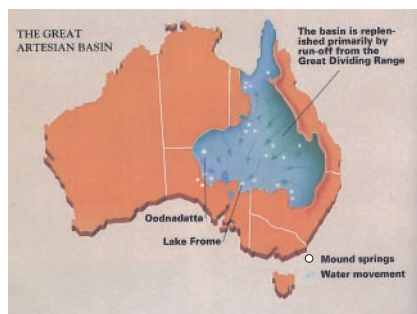 THE GREAT
ARTESIAN BASIN
The basin is replen-
ished primarily by
run-off from the
Great Dividing Range
Oodnadatta
Lake Frome
Mound springs
Water movement